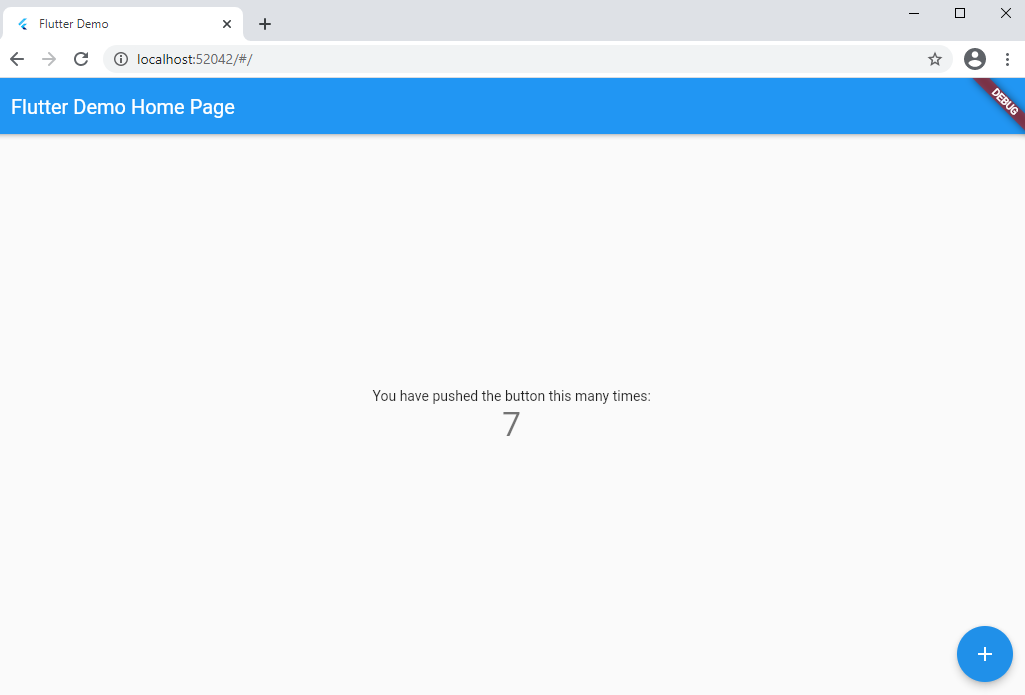 Flutter Demo
localhost:52042/#/
Flutter Demo Home Page
DEBUG
You have pushed the button this many times:
7